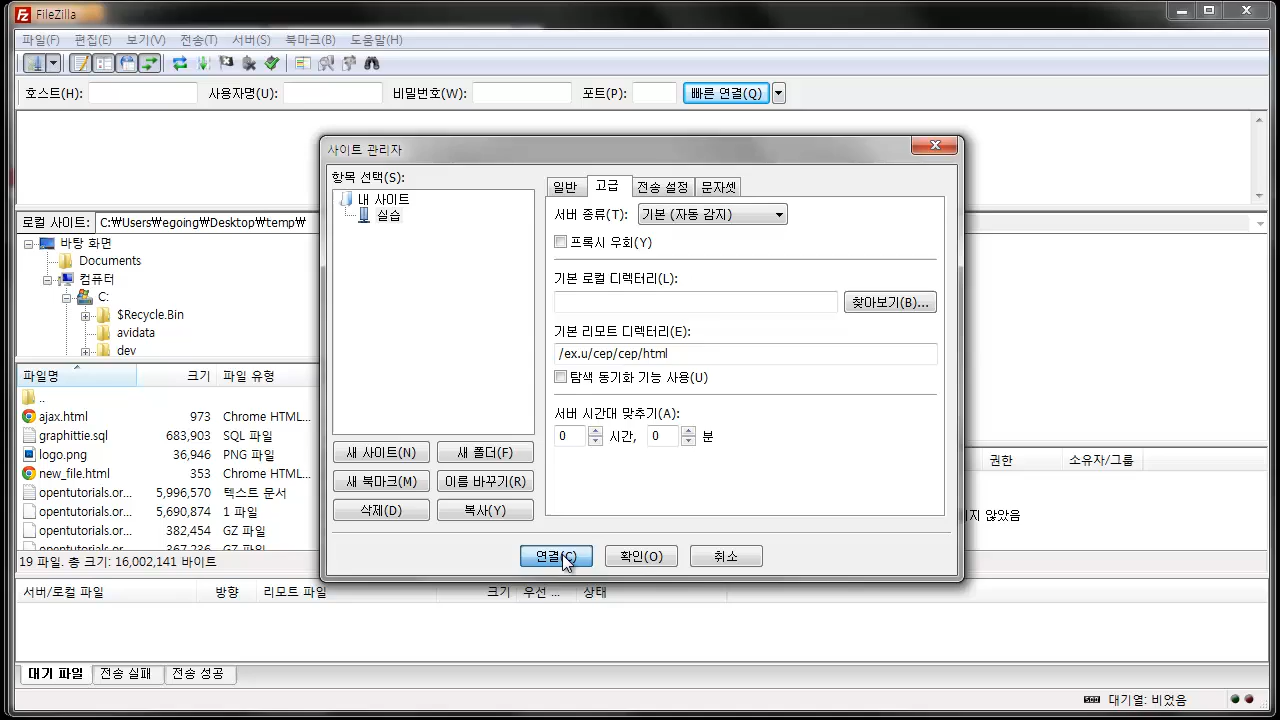 FileZilla
파일(F) 편집(E) 보기(V) 전송(T) 서버(S) 북마크(B) 도움말(H)
호스트(H): 사용자명(U): 비밀번호(W): 포트(P): 빠른 연결(Q)
사이트 관리자
항목 선택(S):
내 사이트
실습
새 사이트(N) 새 폴더(F)
새 북마크(M) 이름 바꾸기(R)
삭제(D) 복사(Y)
일반 고급 전송 설정 문자셋
서버 종류(T): 기본 (자동 감지)
프록시 우회(Y)
기본 로컬 디렉터리(L):
찾아보기(B)...
기본 리모트 디렉터리(E):
/ex.u/cep/cep/html
탐색 동기화 기능 사용(U)
서버 시간대 맞추기(A):
0 시간, 0 분
연결(C) 확인(O) 취소
로컬 사이트: C:₩Users₩egoing₩Desktop₩temp₩
바탕 화면
Documents
컴퓨터
C:
$Recycle.Bin
avidata
dev
파일명 크기 파일 유형
..
ajax.html 973 Chrome HTML...
graphittie.sql 683,903 SQL 파일
logo.png 36,946 PNG 파일
new_file.html 353 Chrome HTML...
opentutorials.or... 5,996,570 텍스트 문서
opentutorials.or... 5,690,874 1 파일
opentutorials.or... 382,454 GZ 파일
opentutorials.or... 367,236 GZ 파일
19 파일. 총 크기: 16,002,141 바이트
권한 소유자/그룹
지 않았음
서버/로컬 파일 방향 리모트 파일 크기 우선 ... 상태
대기 파일 전송 실패 전송 성공
대기열: 비었음